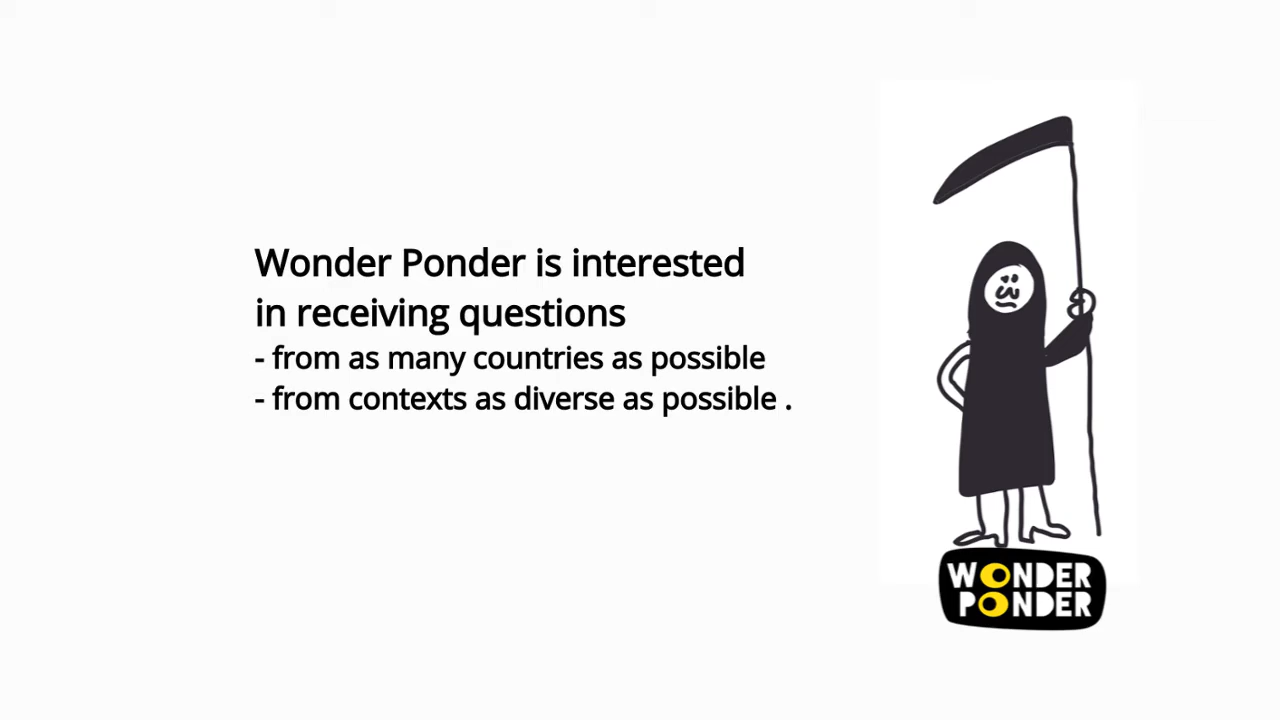 Wonder Ponder is interested
in receiving questions
- from as many countries as possible
- from contexts as diverse as possible .
WONDER
PONDER